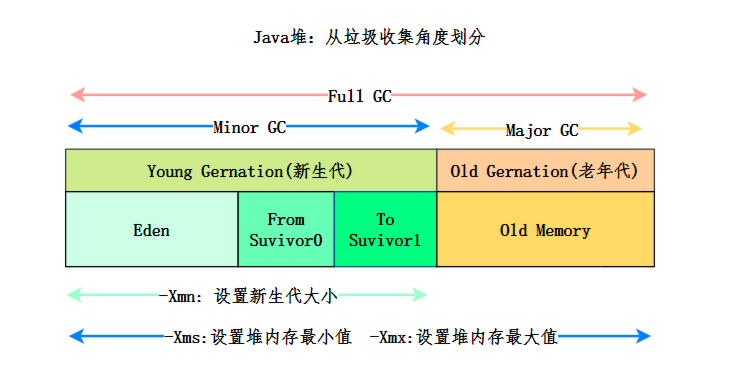 Java堆：从垃圾收集角度划分
Full GC
Minor GC
Major GC
Young Gernation(新生代)
Old Gernation(老年代)
Eden
From
Suvivor0
To
Suvivor1
Old Memory
-Xmn: 设置新生代大小
-Xms:设置堆内存最小值 -Xmx:设置堆内存最大值